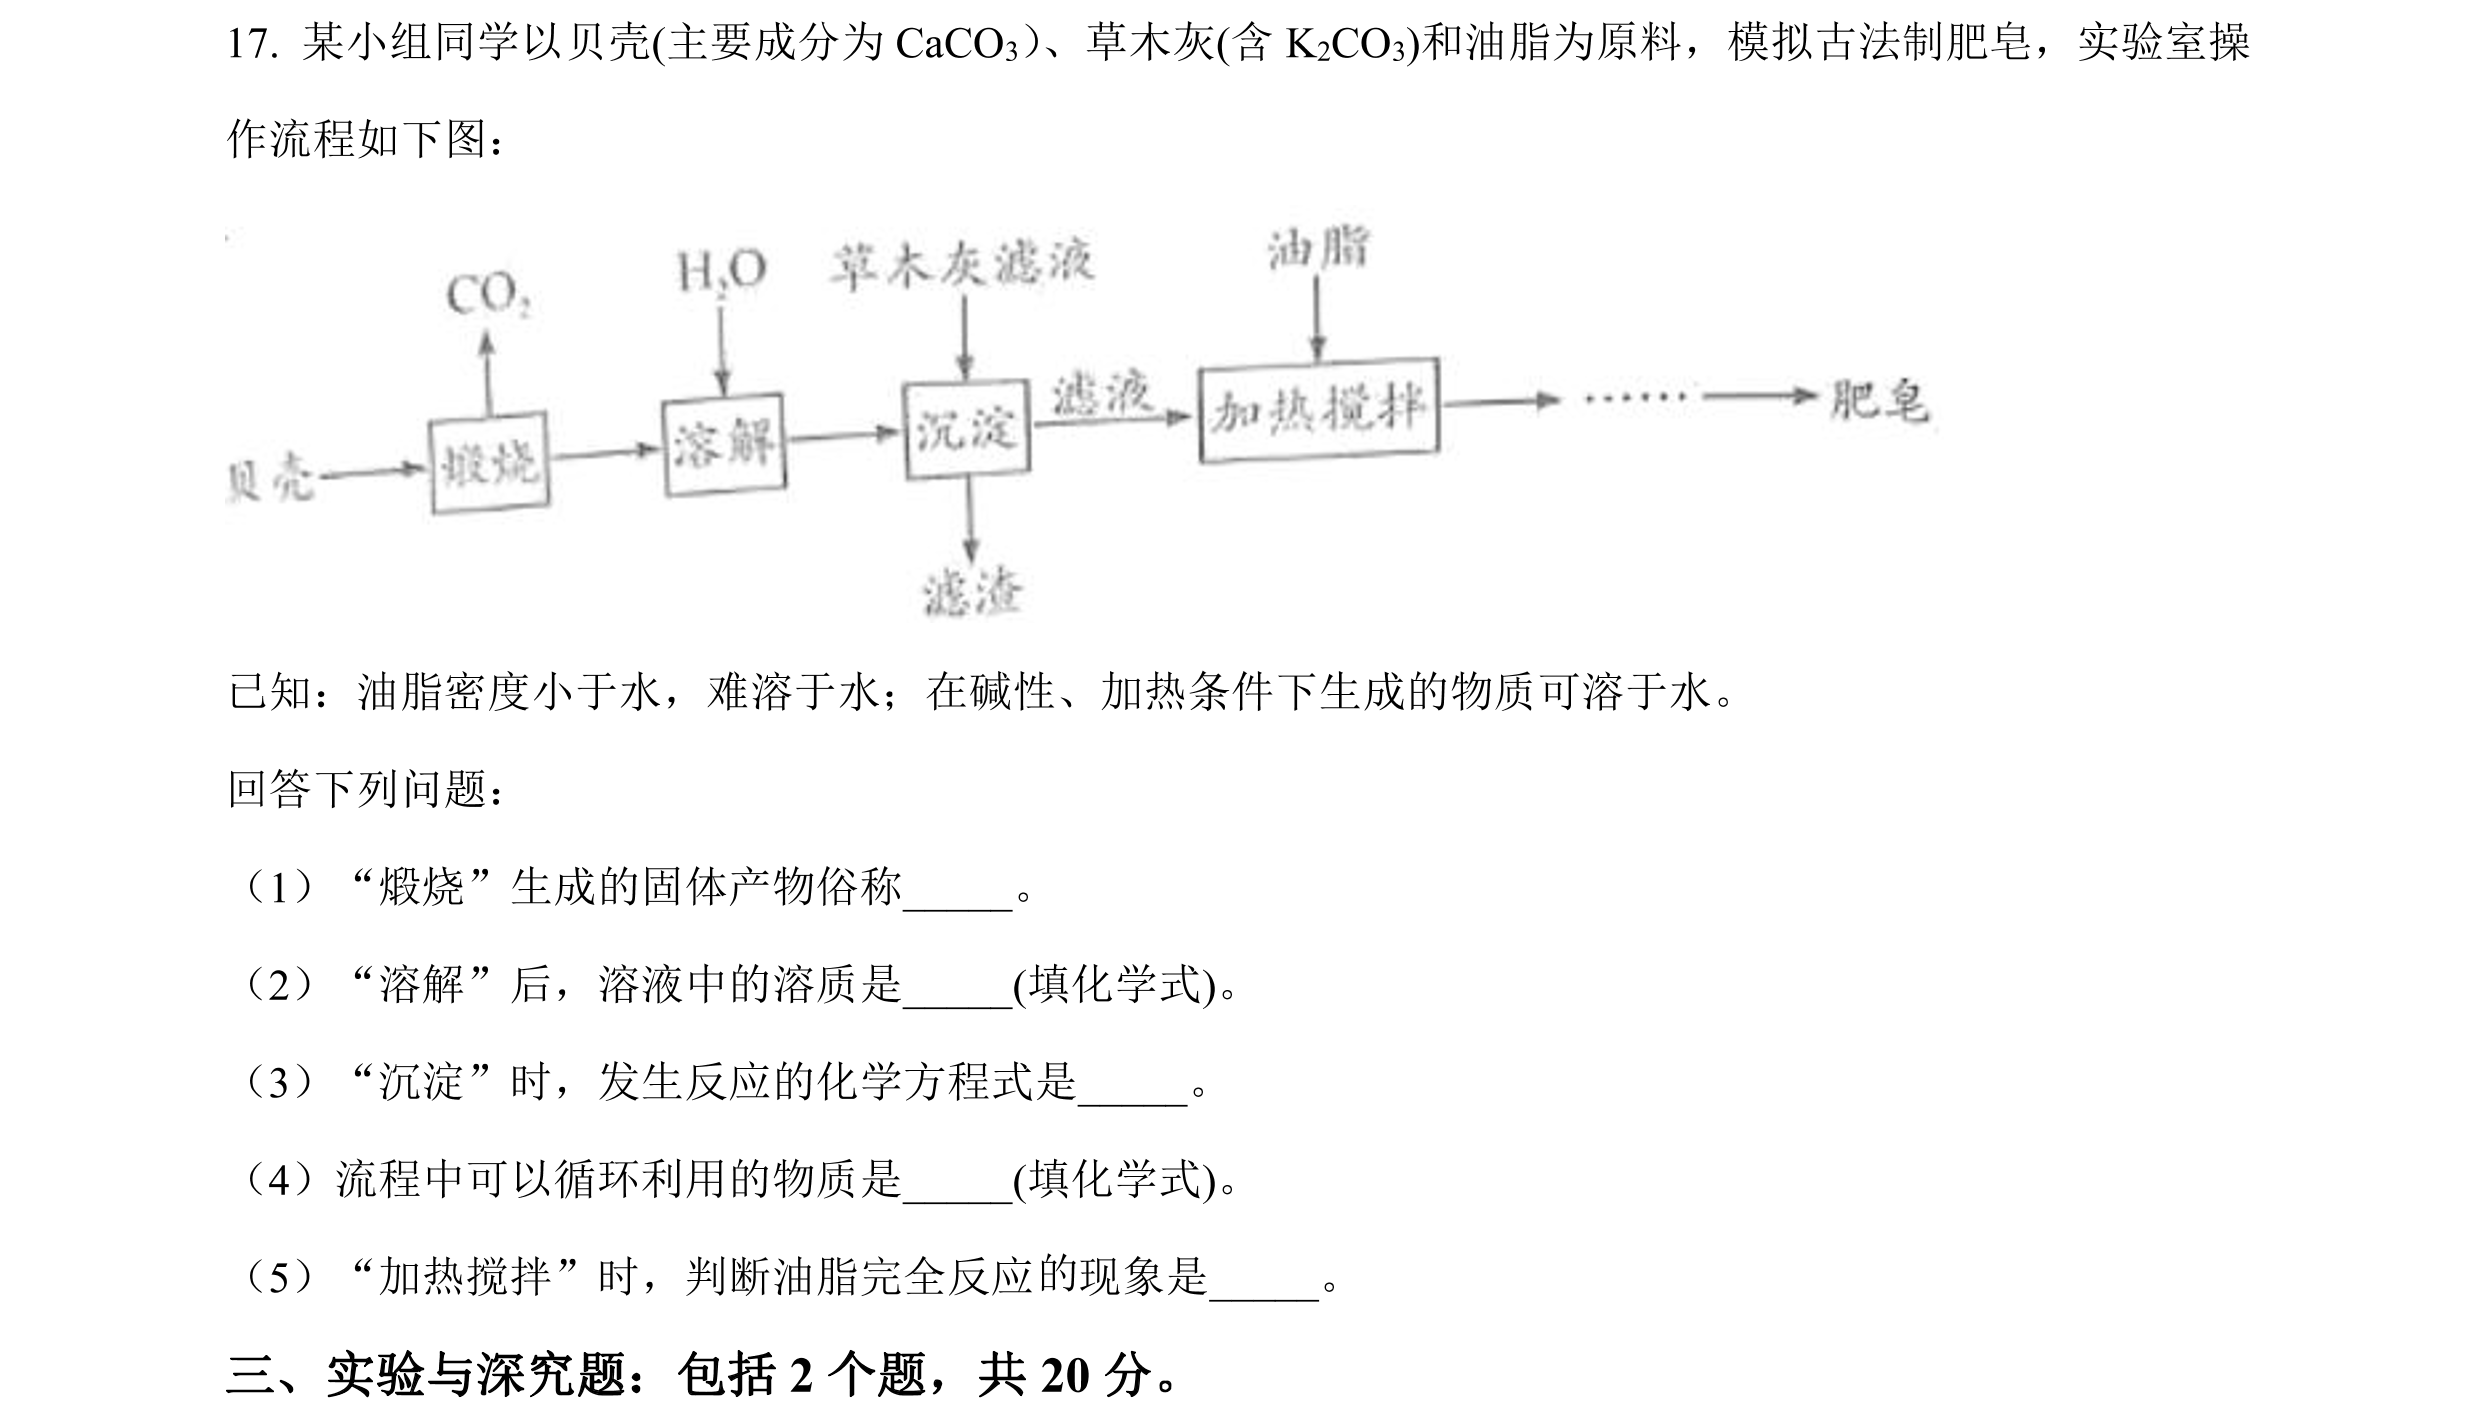 17. 某小组同学以贝壳(主要成分为 CaCO₃)、草木灰(含 K₂CO₃)和油脂为原料，模拟古法制肥皂，实验室操
作流程如下图：
油脂
CO₂ H₂O 草木灰滤液
贝壳 煅烧 溶解 沉淀 滤液 加热搅拌 …… 肥皂
滤渣
已知：油脂密度小于水，难溶于水；在碱性、加热条件下生成的物质可溶于水。
回答下列问题：
（1）“煅烧”生成的固体产物俗称_____。
（2）“溶解”后，溶液中的溶质是_____(填化学式)。
（3）“沉淀”时，发生反应的化学方程式是_____。
（4）流程中可以循环利用的物质是_____(填化学式)。
（5）“加热搅拌”时，判断油脂完全反应的现象是_____。
三、实验与深究题：包括 2 个题，共 20 分。